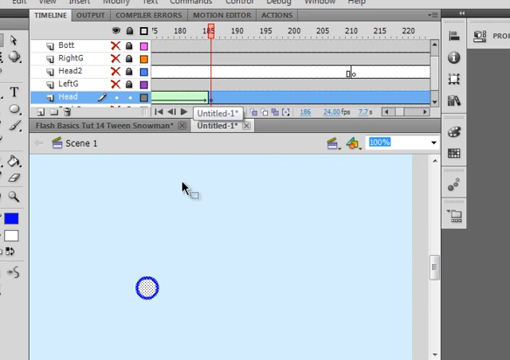 Edit View Insert Modify Text Commands Control Debug Window Help
TIMELINE OUTPUT COMPILER ERRORS MOTION EDITOR ACTIONS
75 180 185 190 195 200 205 210 215 220
Bott
RightG
Head2
LeftG
Head
Untitled-1*
186 24.00 fps 7.7 s
Flash Basics Tut 14 Tween Snowman* Untitled-1*
Scene 1 100%
PRO